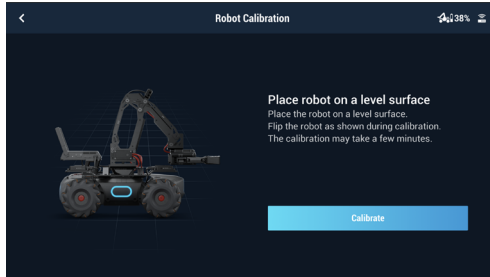 Robot Calibration
38%
Place robot on a level surface
Place the robot on a level surface.
Flip the robot as shown during calibration.
The calibration may take a few minutes.
Calibrate